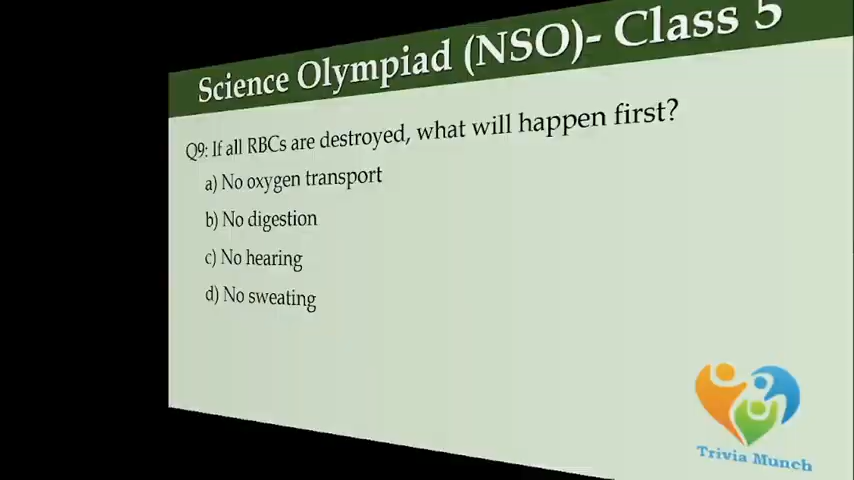 Science Olympiad (NSO)- Class 5
Q9: If all RBCs are destroyed, what will happen first?
a) No oxygen transport
b) No digestion
c) No hearing
d) No sweating
Trivia Munch